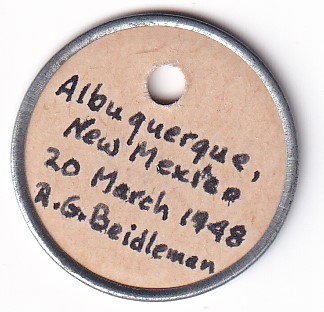 Albuquerque,
New Mexico
20 March 1948
R.G. Beidleman